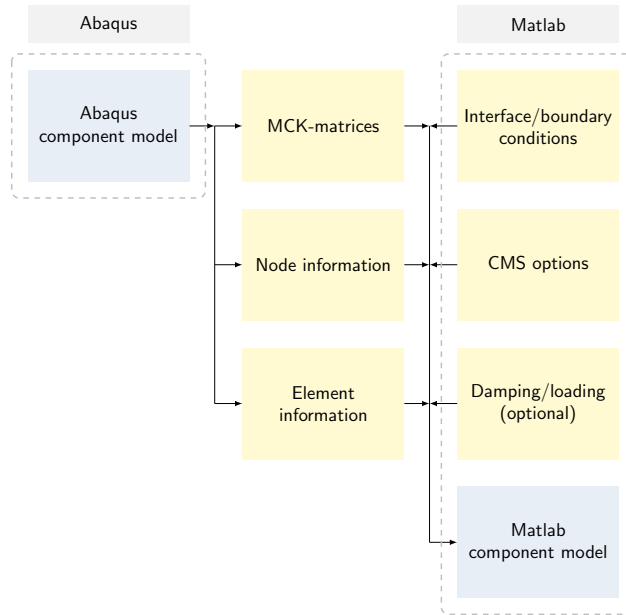 Abaqus
Matlab
Abaqus
component model
MCK-matrices
Interface/boundary
conditions
Node information
CMS options
Element
information
Damping/loading
(optional)
Matlab
component model